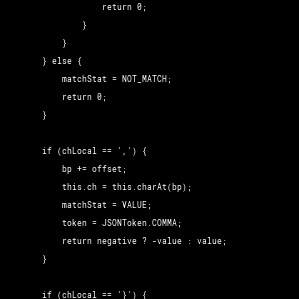 return 0;
}
}
} else {
matchStat = NOT_MATCH;
return 0;
}
if (chLocal == ',') {
bp += offset;
this.ch = this.charAt(bp);
matchStat = VALUE;
token = JSONToken.COMMA;
return negative ? -value : value;
}
if (chLocal == '}') {